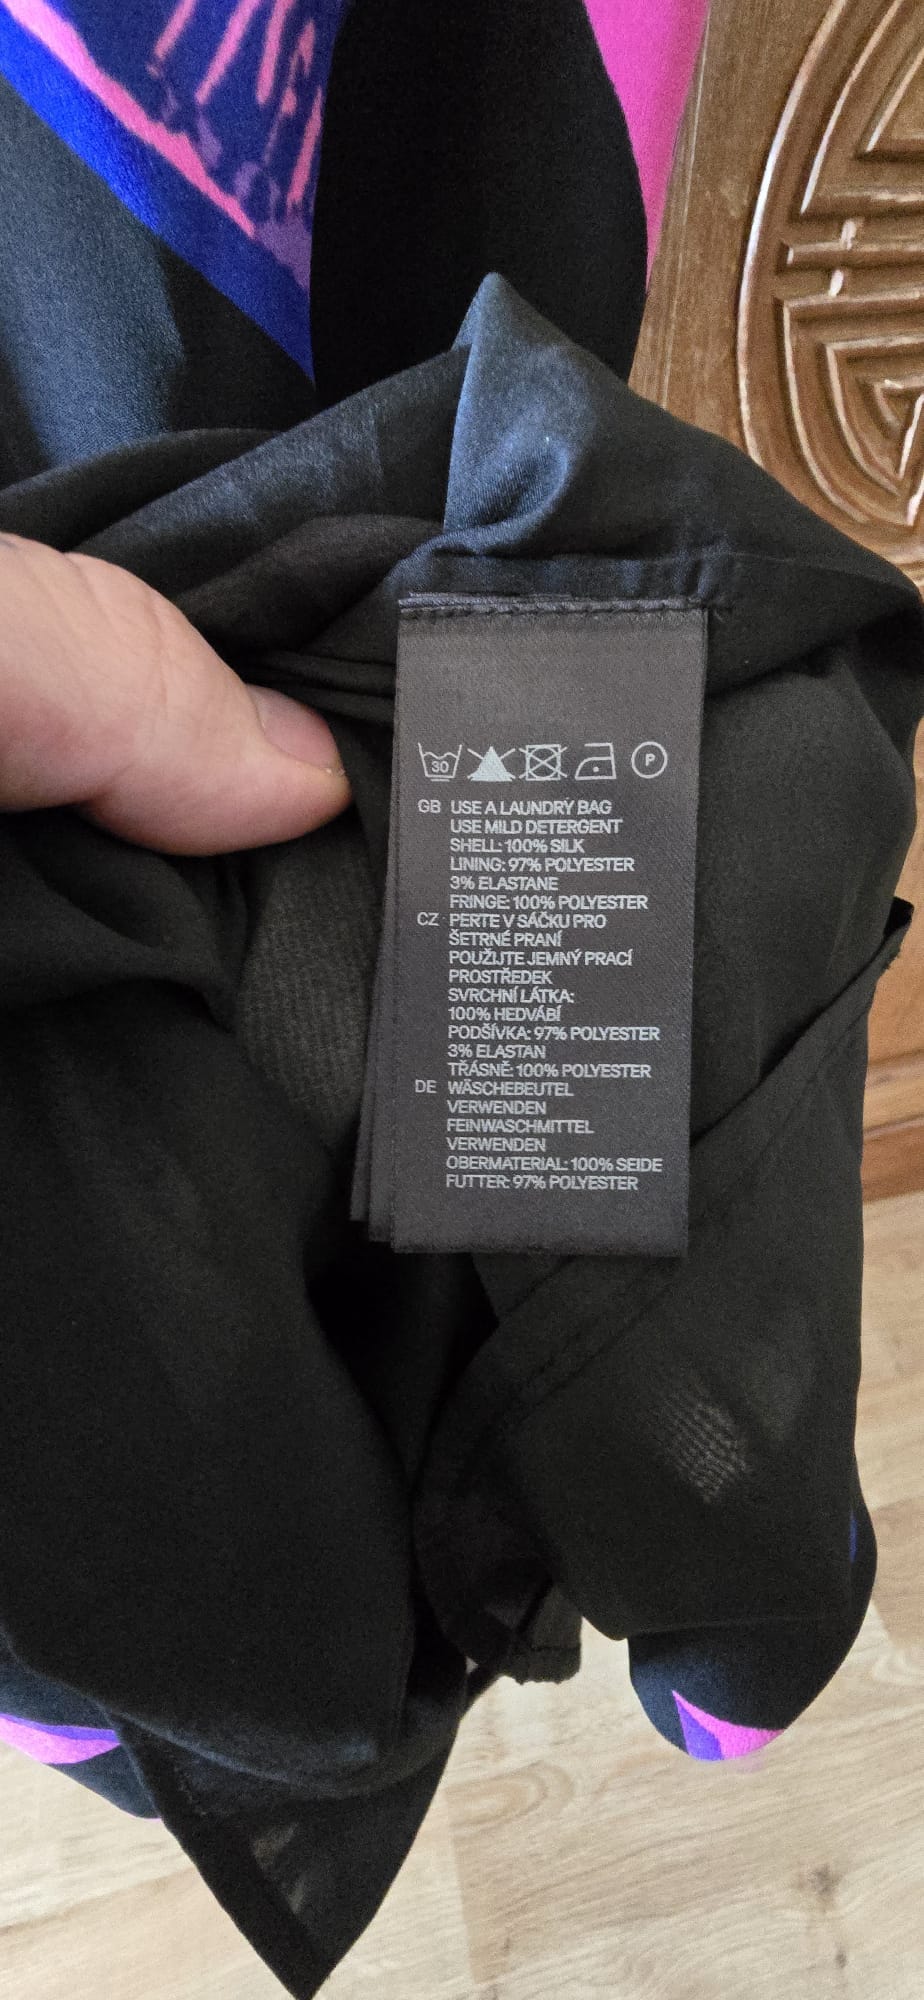 30 P
GB USE A LAUNDRY BAG
USE MILD DETERGENT
SHELL: 100% SILK
LINING: 97% POLYESTER
3% ELASTANE
FRINGE: 100% POLYESTER
CZ PERTE V SÁČKU PRO
ŠETRNÉ PRANÍ
POUŽIJTE JEMNÝ PRACÍ
PROSTŘEDEK
SVRCHNÍ LÁTKA:
100% HEDVÁBÍ
PODŠÍVKA: 97% POLYESTER
3% ELASTAN
TŘÁSNĚ: 100% POLYESTER
DE WÄSCHEBEUTEL
VERWENDEN
FEINWASCHMITTEL
VERWENDEN
OBERMATERIAL: 100% SEIDE
FUTTER: 97% POLYESTER